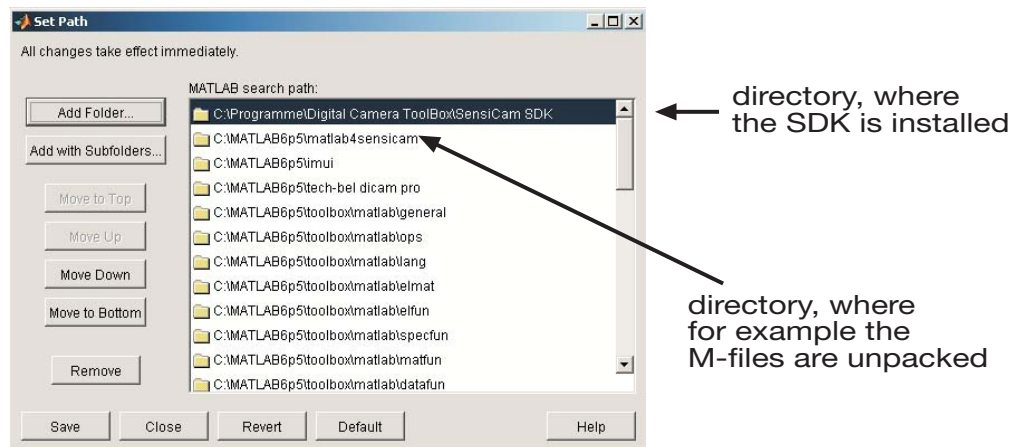 Set Path
All changes take effect immediately.
MATLAB search path:
Add Folder...
Add with Subfolders...
Move to Top
Move Up
Move Down
Move to Bottom
Remove
C:\Programme\Digital Camera ToolBox\SensiCam SDK
C:\MATLAB6p5\matlab4sensicam
C:\MATLAB6p5\imui
C:\MATLAB6p5\tech-bel dicam pro
C:\MATLAB6p5\toolbox\matlab\general
C:\MATLAB6p5\toolbox\matlab\ops
C:\MATLAB6p5\toolbox\matlab\lang
C:\MATLAB6p5\toolbox\matlab\elmat
C:\MATLAB6p5\toolbox\matlab\elfun
C:\MATLAB6p5\toolbox\matlab\specfun
C:\MATLAB6p5\toolbox\matlab\matfun
C:\MATLAB6p5\toolbox\matlab\datafun
Save
Close
Revert
Default
Help
directory, where
the SDK is installed
directory, where
for example the
M-files are unpacked